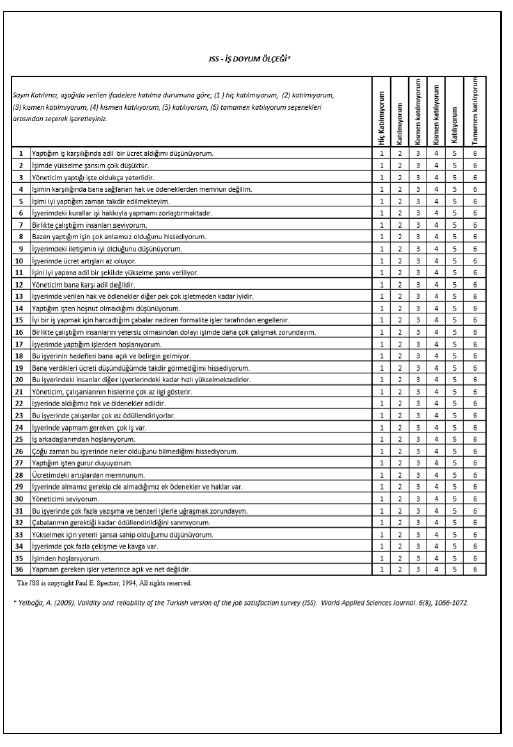 JSS - İŞ DOYUM ÖLÇEĞİ*
Sayın Katılımcı, aşağıda verilen ifadelere katılma durumuna göre; (1 ) hiç katılmıyorum, (2) katılmıyorum,
(3) kısmen katılmıyorum, (4) kısmen katılıyorum, (5) katılıyorum, (6) tamamen katılıyorum seçenekleri
arasından seçerek işaretleyiniz.
Hiç Katılmıyorum
Katılmıyorum
Kısmen katılmıyorum
Kısmen katılıyorum
Katılıyorum
Tamamen katılıyorum
1 Yaptığım iş karşılığında adil bir ücret aldığımı düşünüyorum. 1 2 3 4 5 6
2 İşimde yükselme şansım çok düşüktür. 1 2 3 4 5 6
3 Yöneticim yaptığı işte oldukça yeterlidir. 1 2 3 4 5 6
4 İşimin karşılığında bana sağlanan hak ve ödeneklerden memnun değilim. 1 2 3 4 5 6
5 İşimi iyi yaptığım zaman takdir edilmekteyim. 1 2 3 4 5 6
6 İşyerimdeki kurallar işi hakkıyla yapmamı zorlaştırmaktadır. 1 2 3 4 5 6
7 Birlikte çalıştığım insanları seviyorum. 1 2 3 4 5 6
8 Bazen yaptığım işin çok anlamsız olduğunu hissediyorum. 1 2 3 4 5 6
9 İşyerimdeki iletişimin iyi olduğunu düşünüyorum. 1 2 3 4 5 6
10 İşyerimde ücret artışları az oluyor. 1 2 3 4 5 6
11 İşini iyi yapana adil bir şekilde yükselme şansı veriliyor. 1 2 3 4 5 6
12 Yöneticim bana karşı adil değildir. 1 2 3 4 5 6
13 İşyerimde verilen hak ve ödenekler diğer pek çok işletmeden kadar iyidir. 1 2 3 4 5 6
14 Yaptığım işten hoşnut olmadığımı düşünüyorum. 1 2 3 4 5 6
15 İyi bir iş yapmak için harcadığım çabalar nadiren formalite işler tarafından engellenir. 1 2 3 4 5 6
16 Birlikte çalıştığım insanların yetersiz olmasından dolayı işimde daha çok çalışmak zorundayım. 1 2 3 4 5 6
17 İşyerimde yaptığım işlerden hoşlanıyorum. 1 2 3 4 5 6
18 Bu işyerinin hedefleri bana açık ve belirgin gelmiyor. 1 2 3 4 5 6
19 Bana verdikleri ücreti düşündüğümde takdir görmediğimi hissediyorum. 1 2 3 4 5 6
20 Bu işyerindeki insanlar diğer işyerlerindeki kadar hızlı yükselmektedirler. 1 2 3 4 5 6
21 Yöneticim, çalışanlarının hislerine çok az ilgi gösterir. 1 2 3 4 5 6
22 İşyerinde aldığımız hak ve ödenekler adildir. 1 2 3 4 5 6
23 Bu işyerinde çalışanlar çok az ödüllendiriyorlar. 1 2 3 4 5 6
24 İşyerinde yapmam gereken çok iş var. 1 2 3 4 5 6
25 İş arkadaşlarımdan hoşlanıyorum. 1 2 3 4 5 6
26 Çoğu zaman bu işyerinde neler olduğunu bilmediğimi hissediyorum. 1 2 3 4 5 6
27 Yaptığım işten gurur duyuyorum. 1 2 3 4 5 6
28 Ücretimdeki artışlardan memnunum. 1 2 3 4 5 6
29 İşyerinde almamız gerekip de almadığımız ek ödenekler ve haklar var. 1 2 3 4 5 6
30 Yöneticimi seviyorum. 1 2 3 4 5 6
31 Bu işyerinde çok fazla yazışma ve benzeri işlerle uğraşmak zorundayım. 1 2 3 4 5 6
32 Çabalarımın gerektiği kadar ödüllendirildiğini sanmıyorum. 1 2 3 4 5 6
33 Yükselmek için yeterli şansa sahip olduğumu düşünüyorum. 1 2 3 4 5 6
34 İşyerimde çok fazla çekişme ve kavga var. 1 2 3 4 5 6
35 İşimden hoşlanıyorum. 1 2 3 4 5 6
36 Yapmam gereken işler yeterince açık ve net değildir. 1 2 3 4 5 6
The JSS is copyright Paul E. Spector, 1994, All rights reserved.
* Yelboğa, A. (2009). Validity and reliability of the Turkish version of the job satisfaction survey (JSS). World Applied Sciences Journal. 6(8), 1066-1072.